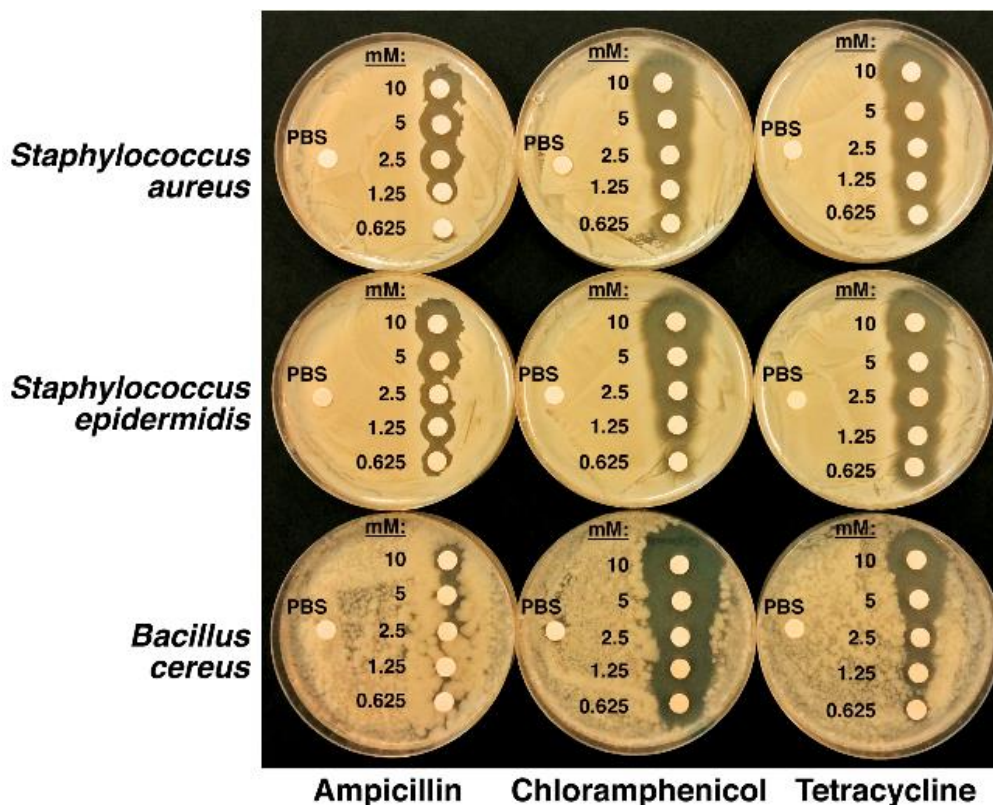 Staphylococcus
aureus
mM:
10
5
PBS
2.5
1.25
0.625
mM:
10
5
PBS
2.5
1.25
0.625
mM:
10
5
PBS
2.5
1.25
0.625
Staphylococcus
epidermidis
mM:
10
5
PBS
2.5
1.25
0.625
mM:
10
5
PBS
2.5
1.25
0.625
mM:
10
5
PBS
2.5
1.25
0.625
Bacillus
cereus
mM:
10
5
PBS
2.5
1.25
0.625
mM:
10
5
PBS
2.5
1.25
0.625
mM:
10
5
PBS
2.5
1.25
0.625
Ampicillin Chloramphenicol Tetracycline